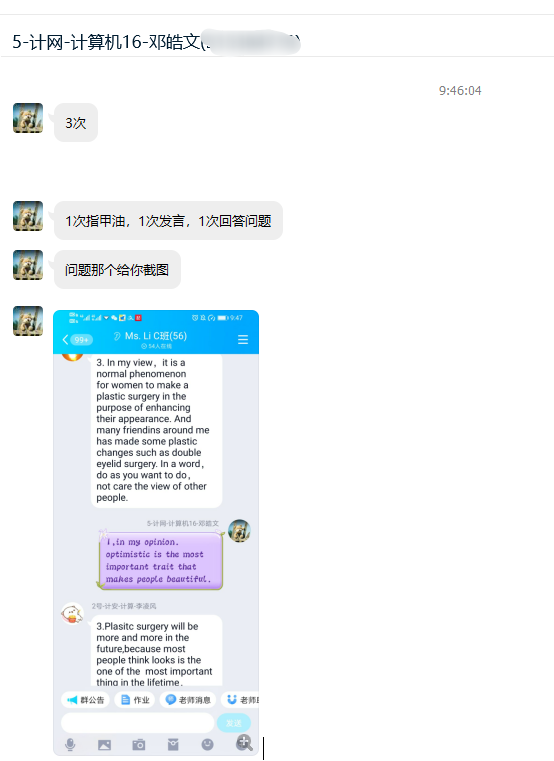 5-计网-计算机16-邓皓文(
9:46:04
3次
1次指甲油，1次发言，1次回答问题
问题那个给你截图
9:47
99+
Ms. Li C班(56)
54人在线
3. In my view，it is a
normal phenomenon
for women to make a
plastic surgery in the
purpose of enhancing
their appearance. And
many friendins around me
has made some plastic
changes such as double
eyelid surgery. In a word，
do as you want to do，
not care the view of other
people.
5-计网-计算机16-邓皓文
1,in my opinion.
optimistic is the most
important trait that
makes people beautiful.
2号-计安-计算-李凌风
3.Plasitc surgery will be
more and more in the
future,because most
people think looks is the
one of the most important
thing in the lifetime，
群公告
作业
老师消息
发送